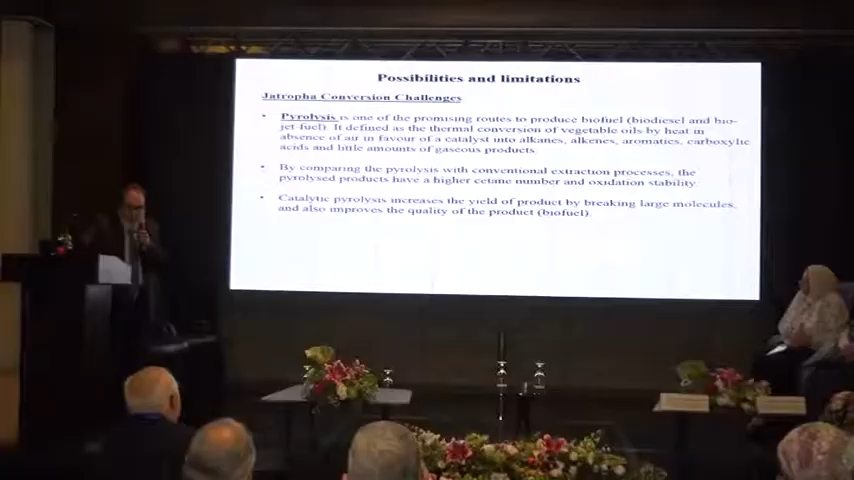 Possibilities and limitations
Jatropha Conversion Challenges
• Pyrolysis is one of the promising routes to produce biofuel (biodiesel and bio-
jet-fuel). It defined as the thermal conversion of vegetable oils by heat in
absence of air in favour of a catalyst into alkanes, alkenes, aromatics, carboxylic
acids and little amounts of gaseous products.
• By comparing the pyrolysis with conventional extraction processes, the
pyrolysed products have a higher cetane number and oxidation stability
• Catalytic pyrolysis increases the yield of product by breaking large molecules,
and also improves the quality of the product (biofuel).